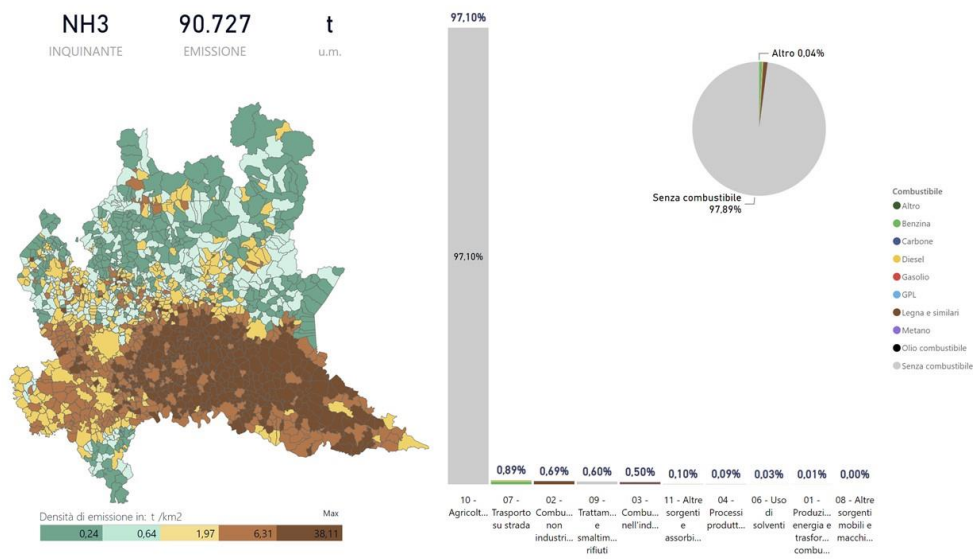 NH3
90.727
t
INQUINANTE
EMISSIONE
u.m.
Densità di emissione in: t /km2
Max
0,24
0,64
1,97
6,31
38,11
97,10%
97,10%
0,89%
0,69%
0,60%
0,50%
0,10%
0,09%
0,03%
0,01%
0,00%
10 -
Agricolt...
07 -
Trasporto
su strada
02 -
Combu...
non
industri...
09 -
Trattam...
e
smaltim...
rifiuti
03 -
Combu...
nell'ind...
11 - Altre
sorgenti
e
assorbi...
04 -
Processi
produtt...
06 - Uso
di
solventi
01 -
Produzi...
energia e
trasfor...
combu...
08 - Altre
sorgenti
mobili e
macchi...
Altro 0,04%
Senza combustibile
97,89%
Combustibile
Altro
Benzina
Carbone
Diesel
Gasolio
GPL
Legna e similari
Metano
Olio combustibile
Senza combustibile